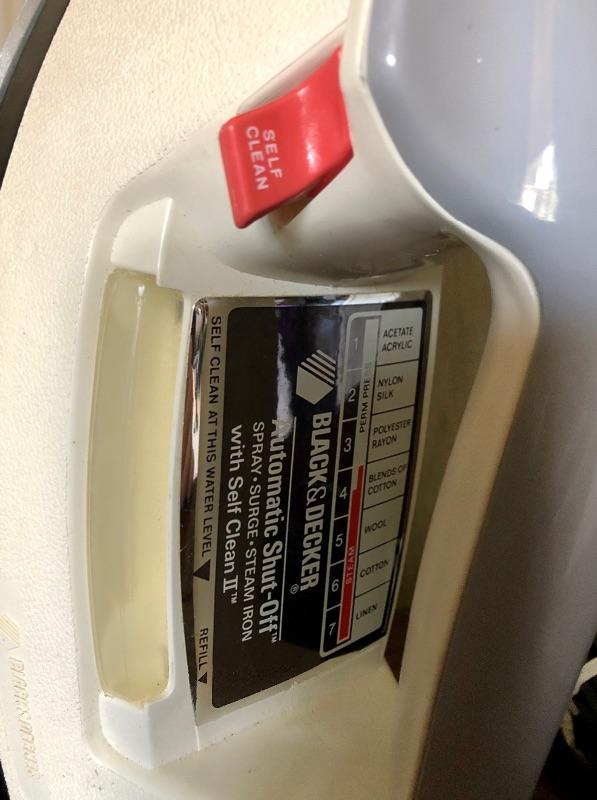 SELF
CLEAN
ACETATE
ACRYLIC
NYLON
SILK
POLYESTER
RAYON
BLENDS OF
COTTON
WOOL
COTTON
LINEN
PERM PRESS
STEAM
1 2 3 4 5 6 7
BLACK&DECKER®
Automatic Shut-Off™
SPRAY•SURGE•STEAM IRON
with Self Clean II™
SELF CLEAN AT THIS WATER LEVEL ▼ REFILL ▼
BLACK & DECKER